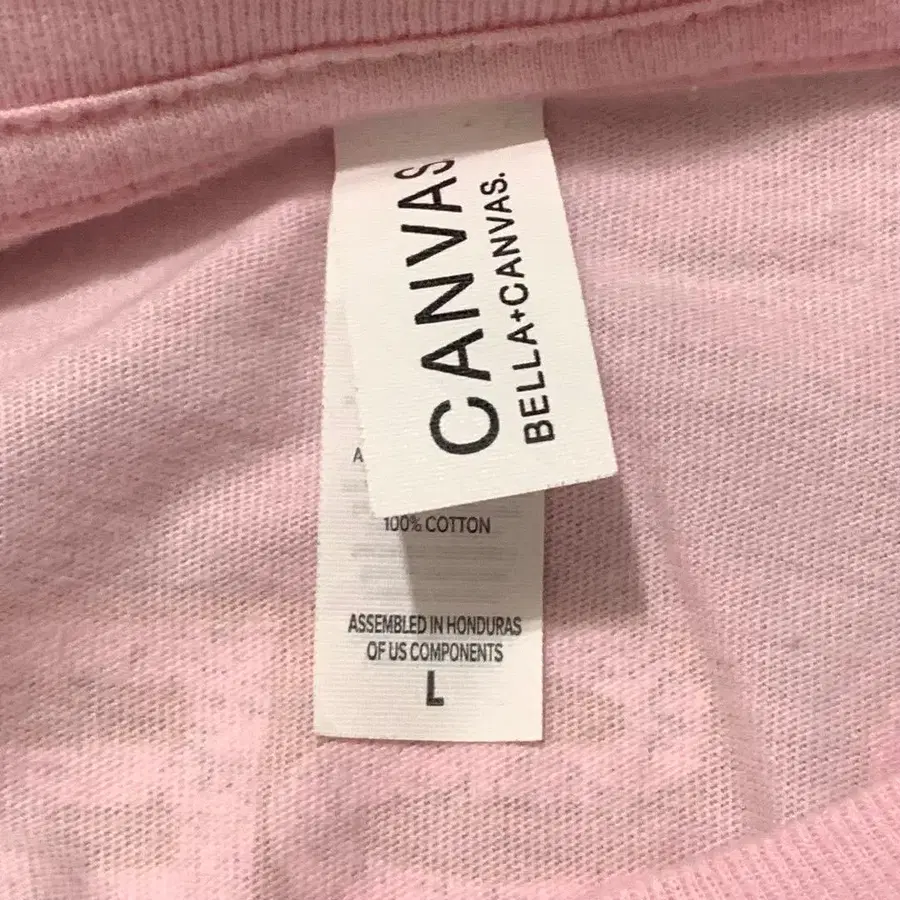 CANVAS
BELLA+CANVAS.
A
100% COTTON
ASSEMBLED IN HONDURAS
OF US COMPONENTS
L